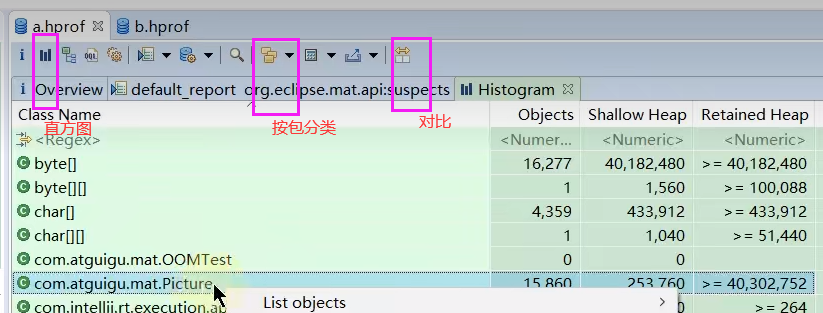 a.hprof b.hprof
i OQL
i Overview default_report org.eclipse.mat.api:suspects Histogram
直方图 按包分类 对比
Class Name Objects Shallow Heap Retained Heap
<Regex> <Numer... <Numeric> <Numeric>
byte[] 16,277 40,182,480 >= 40,182,480
byte[][] 1 1,560 >= 100,088
char[] 4,359 433,912 >= 433,912
char[][] 1 1,040 >= 51,440
com.atguigu.mat.OOMTest 0 0
com.atguigu.mat.Picture 15,860 253,760 >= 40,302,752
com.intellij.rt.execution.ap 0 >= 264
List objects